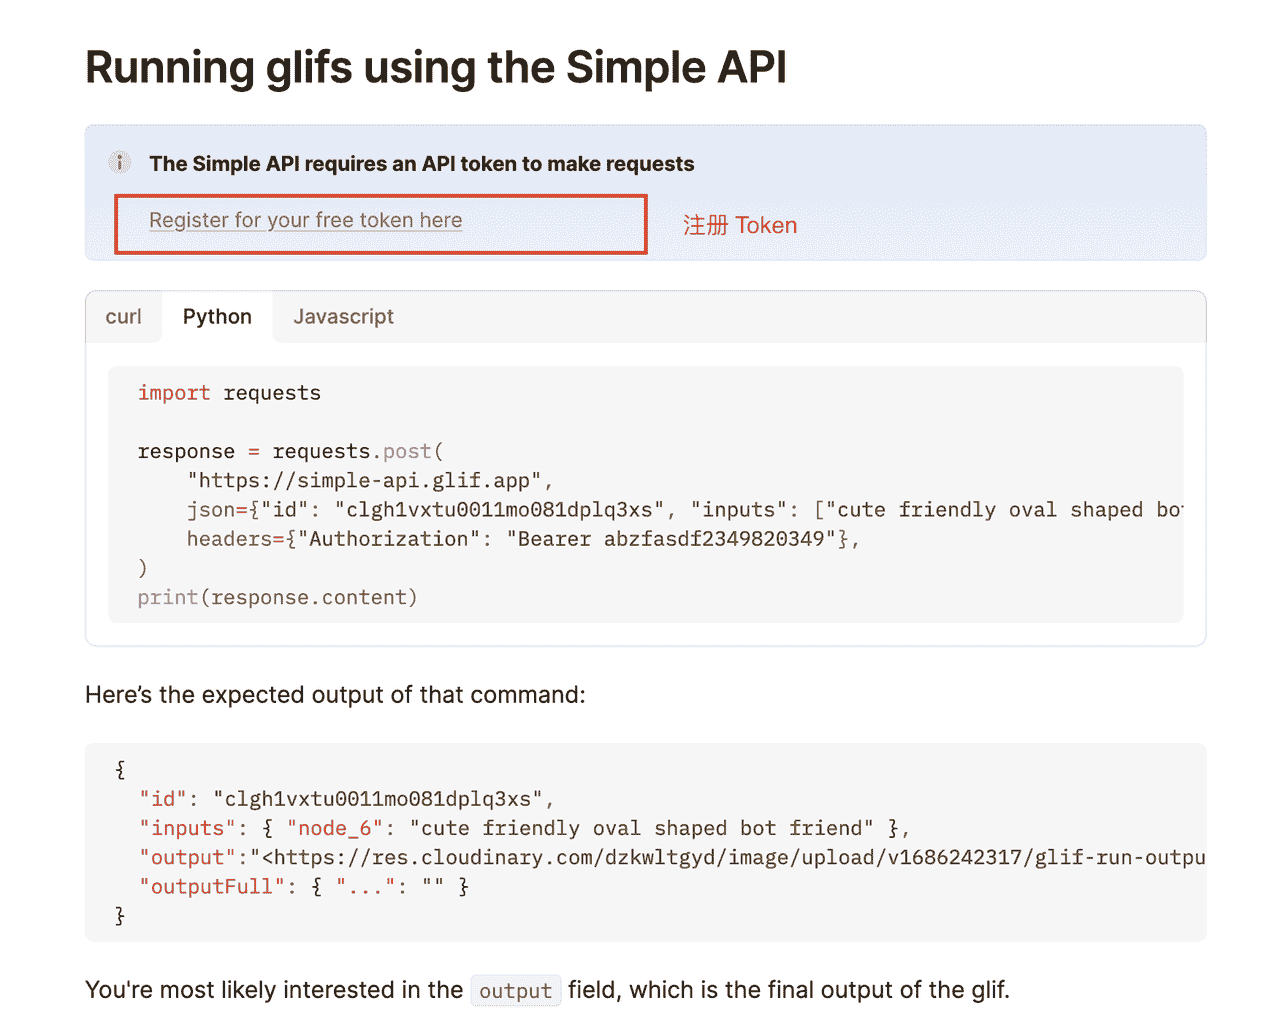 Running glifs using the Simple API
The Simple API requires an API token to make requests
Register for your free token here
注册 Token
curl Python Javascript
import requests
response = requests.post(
"https://simple-api.glif.app",
json={"id": "clgh1vxtu0011mo081dplq3xs", "inputs": ["cute friendly oval shaped bot
headers={"Authorization": "Bearer abzfasdf2349820349"},
)
print(response.content)
Here’s the expected output of that command:
{
"id": "clgh1vxtu0011mo081dplq3xs",
"inputs": { "node_6": "cute friendly oval shaped bot friend" },
"output":"<https://res.cloudinary.com/dzkwltgyd/image/upload/v1686242317/glif-run-outpu
"outputFull": { "...": "" }
}
You're most likely interested in the output field, which is the final output of the glif.